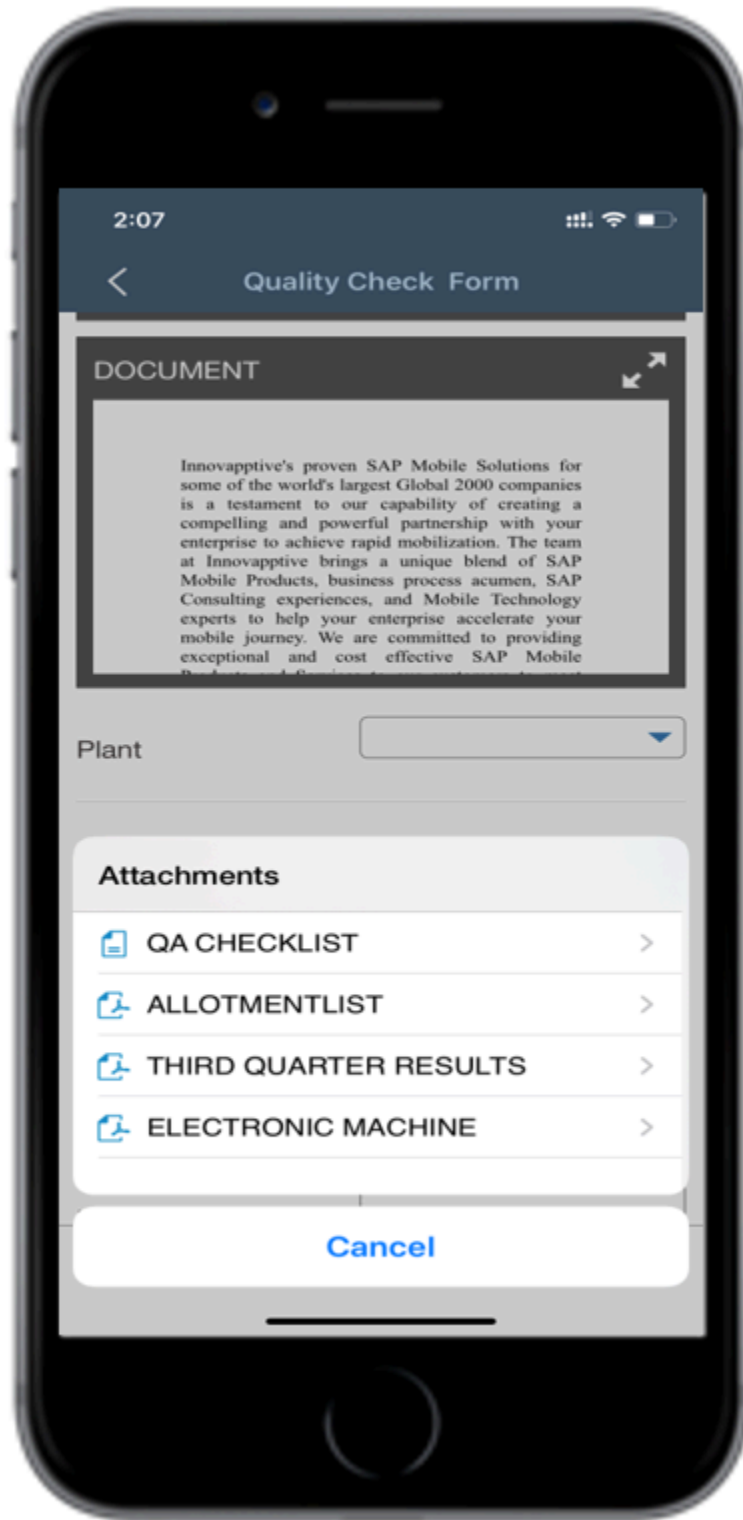 2:07
Quality Check Form
DOCUMENT
Innovapptive's proven SAP Mobile Solutions for
some of the world's largest Global 2000 companies
is a testament to our capability of creating a
compelling and powerful partnership with your
enterprise to achieve rapid mobilization. The team
at Innovapptive brings a unique blend of SAP
Mobile Products, business process acumen, SAP
Consulting experiences, and Mobile Technology
experts to help your enterprise accelerate your
mobile journey. We are committed to providing
exceptional and cost effective SAP Mobile
Plant
Attachments
QA CHECKLIST
ALLOTMENTLIST
THIRD QUARTER RESULTS
ELECTRONIC MACHINE
Cancel